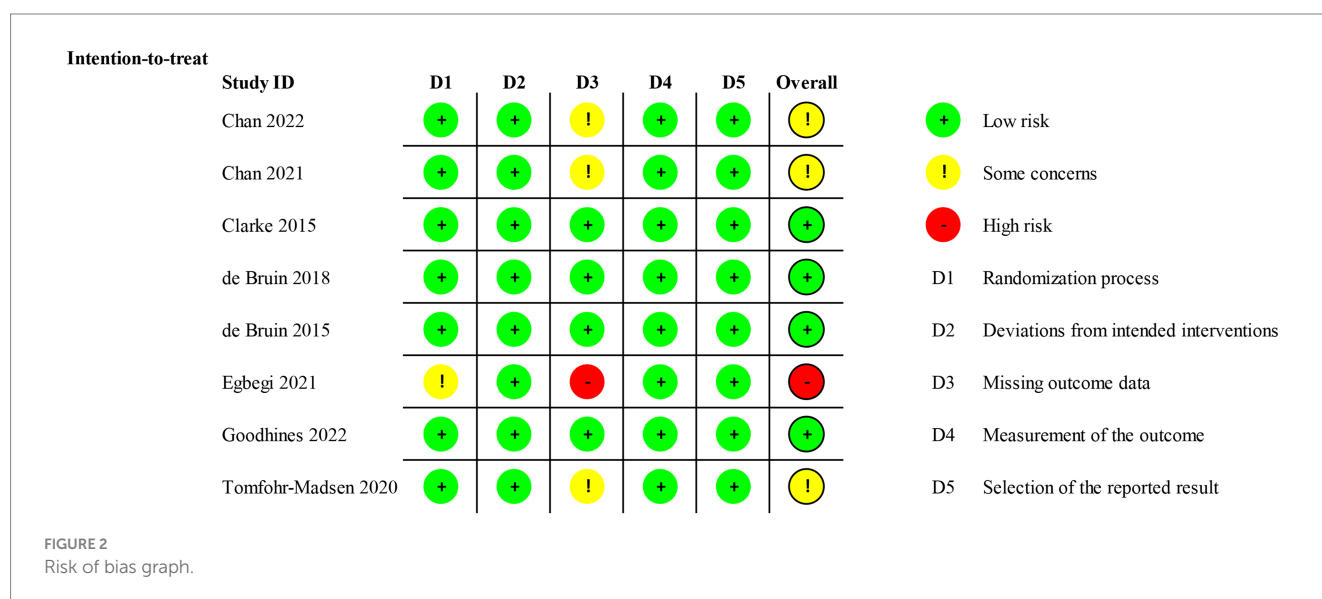 Intention-to-treat
Study ID D1 D2 D3 D4 D5 Overall
Chan 2022 + + ! + + ! + Low risk
Chan 2021 + + ! + + ! ! Some concerns
Clarke 2015 + + + + + + - High risk
de Bruin 2018 + + + + + + D1 Randomization process
de Bruin 2015 + + + + + + D2 Deviations from intended interventions
Egbegi 2021 ! + - + + - D3 Missing outcome data
Goodhines 2022 + + + + + + D4 Measurement of the outcome
Tomfohr-Madsen 2020 + + ! + + ! D5 Selection of the reported result
FIGURE 2
Risk of bias graph.